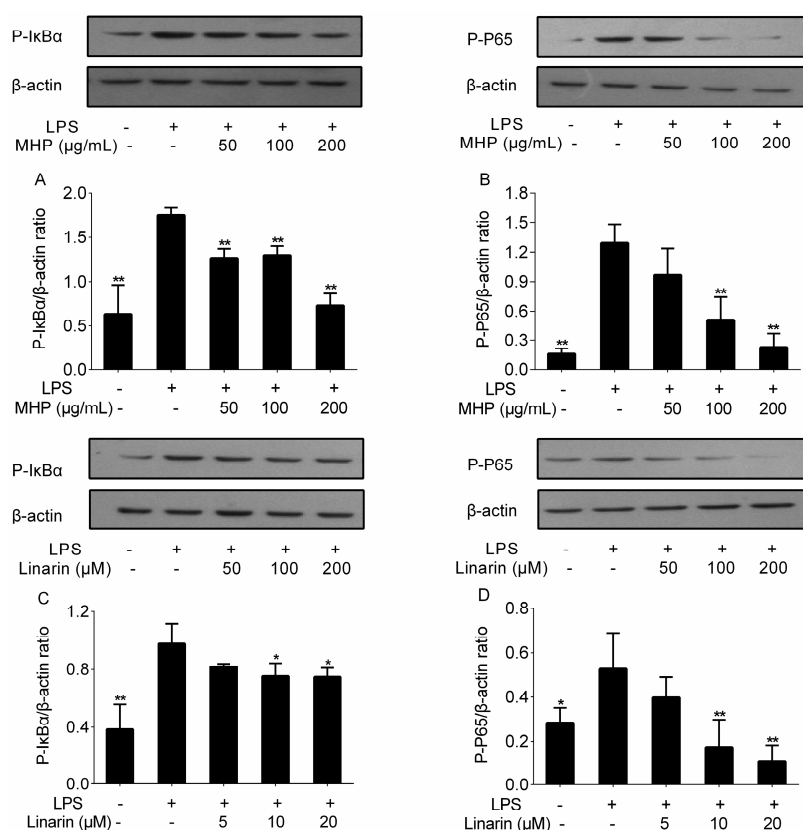 P-IκBα
β-actin
LPS - + + + +
MHP (μg/mL) - - 50 100 200
P-P65
β-actin
LPS - + + + +
MHP (μg/mL) - - 50 100 200
A
P-IκBα/β-actin ratio
2.0
1.5
1.0
0.5
0.0
** ** ** **
LPS - + + + +
MHP (μg/mL) - - 50 100 200
B
P-P65/β-actin ratio
1.8
1.5
1.2
0.9
0.6
0.3
0.0
** ** **
LPS - + + + +
MHP (μg/mL) - - 50 100 200
P-IκBα
β-actin
LPS - + + + +
Linarin (μM) - - 50 100 200
P-P65
β-actin
LPS - + + + +
Linarin (μM) - - 50 100 200
C
P-IκBα/β-actin ratio
1.2
0.8
0.4
0.0
** * *
LPS - + + + +
Linarin (μM) - - 5 10 20
D
P-P65/β-actin ratio
0.8
0.6
0.4
0.2
0.0
* ** **
LPS - + + + +
Linarin (μM) - - 5 10 20